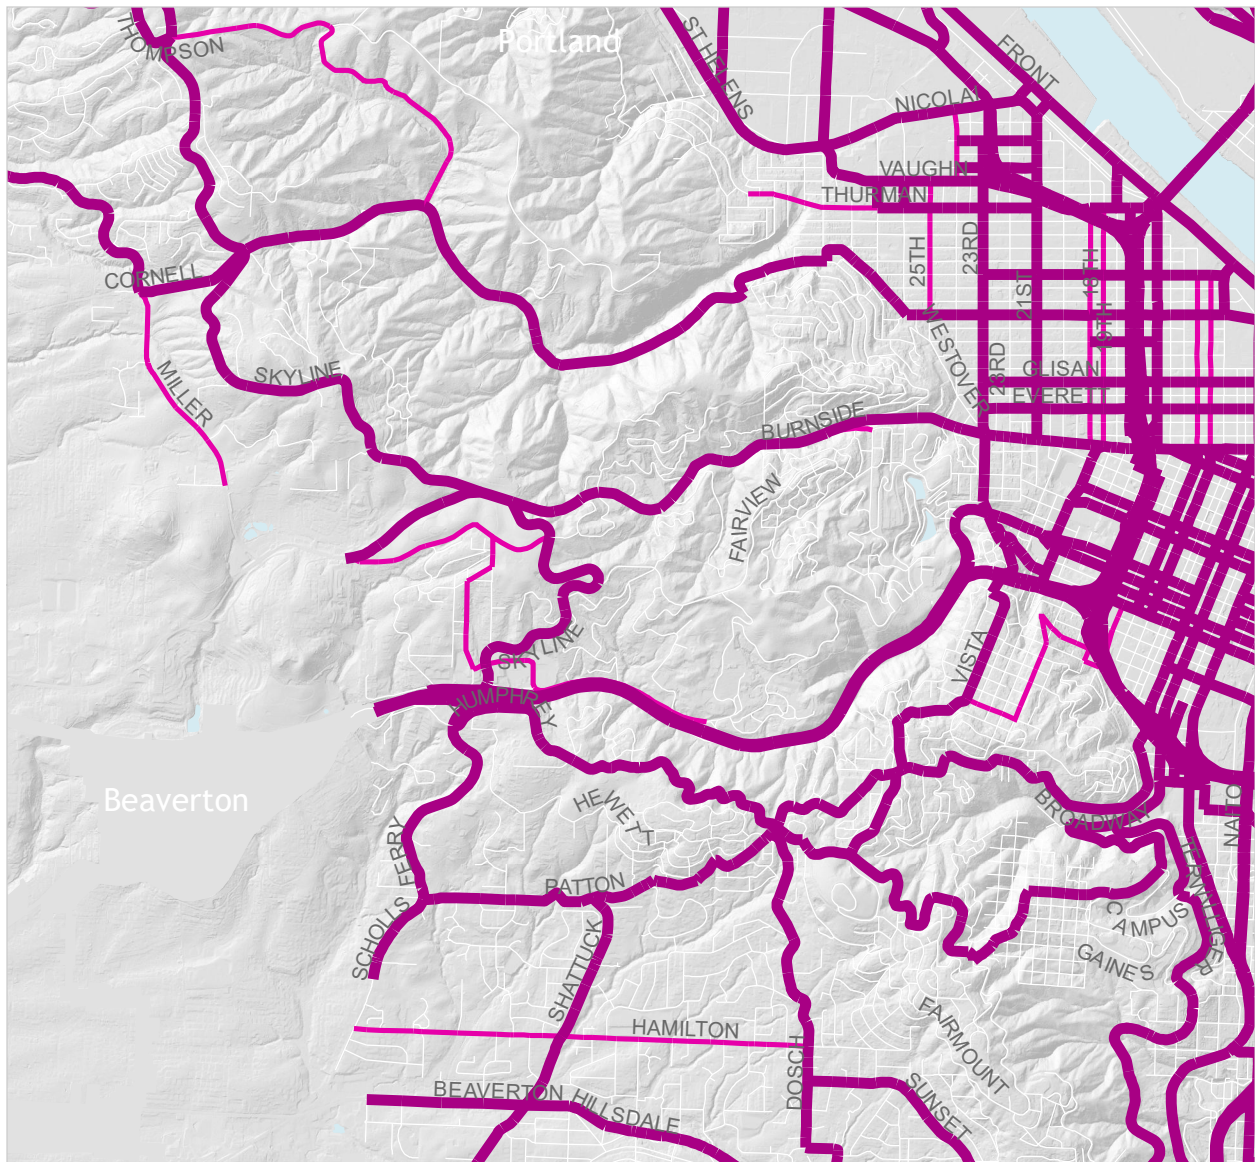 THOMPSON
Portland
ST HELENS
FRONT
NICOLAI
VAUGHN
THURMAN
CORNELL
25TH
23RD
21ST
16TH
19TH
WESTOVER
23RD
GLISAN
EVERETT
SKYLINE
MILLER
BURNSIDE
FAIRVIEW
SKYLINE
VISTA
HUMPHREY
Beaverton
HEWETT
BROADWAY
NAITO
SCHOLLS FERRY
PATTON
TERWILLIGER
CAMPUS
GAINES
SHATTUCK
HAMILTON
FAIRMOUNT
DOSCH
BEAVERTON HILLSDALE
SUNSET